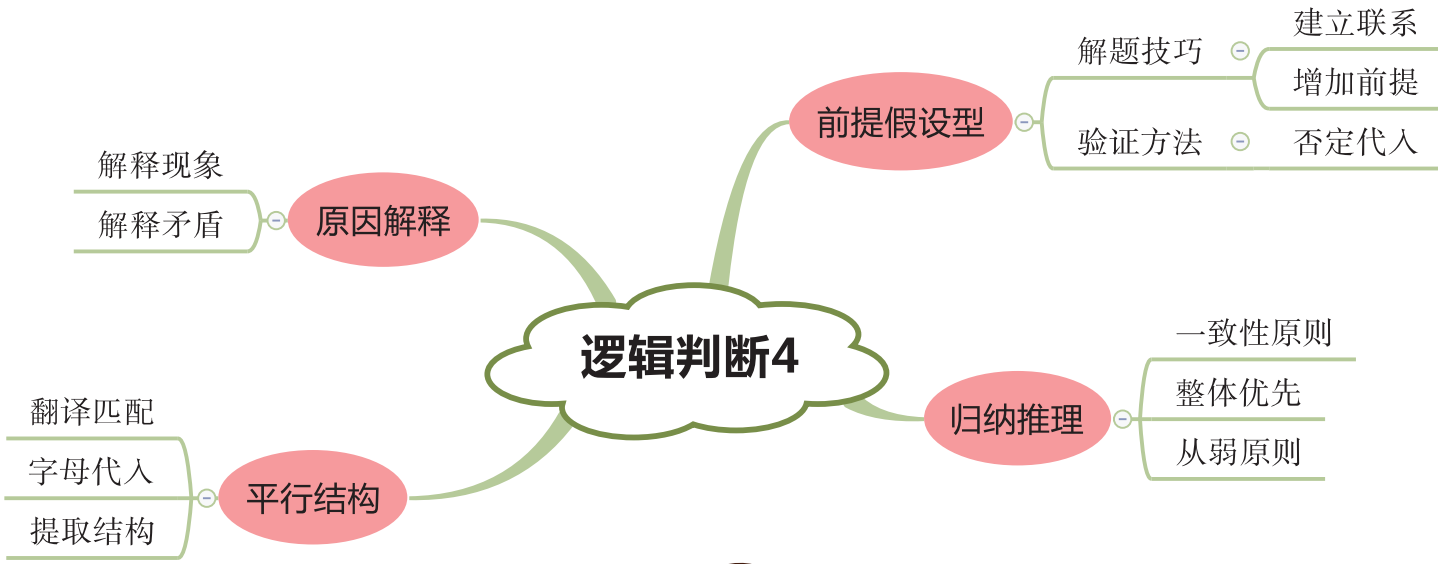 逻辑判断4
前提假设型
解题技巧
建立联系
增加前提
验证方法
否定代入
归纳推理
一致性原则
整体优先
从弱原则
原因解释
解释现象
解释矛盾
平行结构
翻译匹配
字母代入
提取结构